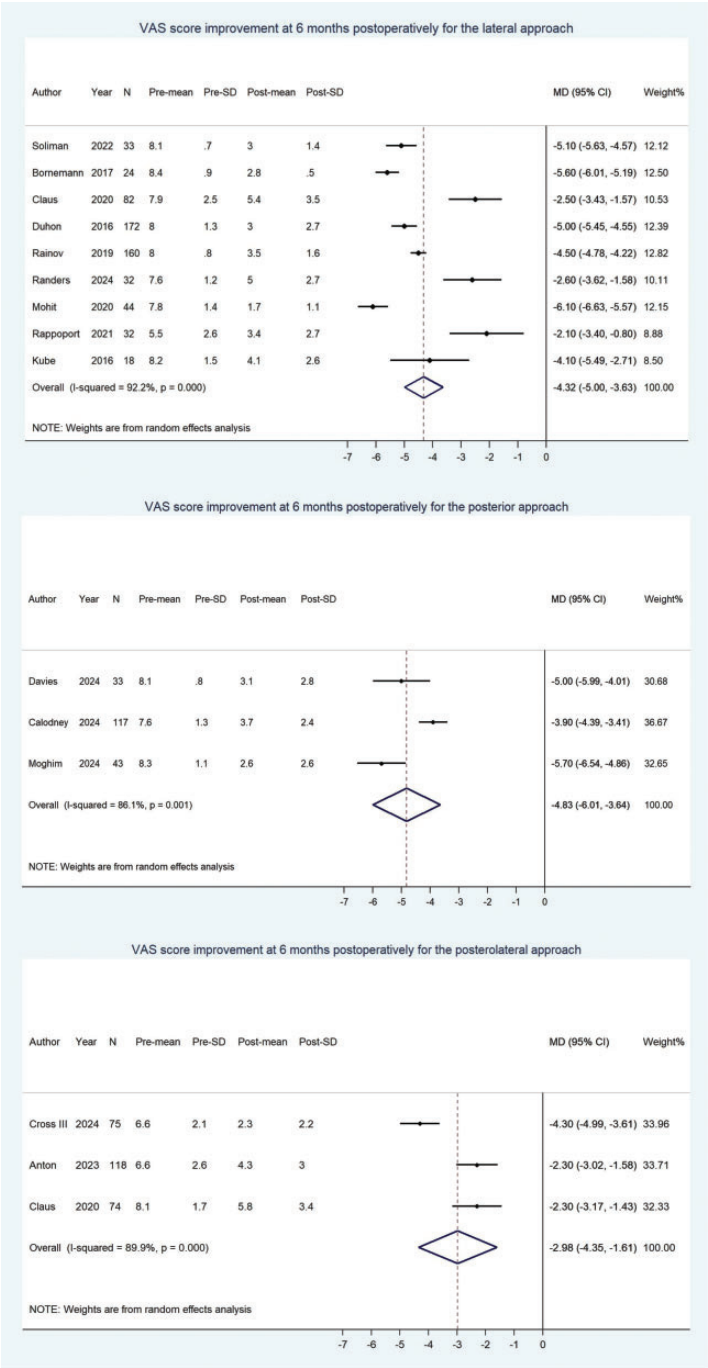 VAS score improvement at 6 months postoperatively for the lateral approach
Author Year N Pre-mean Pre-SD Post-mean Post-SD MD (95% CI) Weight%
Soliman 2022 33 8.1 .7 3 1.4 -5.10 (-5.63, -4.57) 12.12
Bornemann 2017 24 8.4 .9 2.8 .5 -5.60 (-6.01, -5.19) 12.50
Claus 2020 82 7.9 2.5 5.4 3.5 -2.50 (-3.43, -1.57) 10.53
Duhon 2016 172 8 1.3 3 2.7 -5.00 (-5.45, -4.55) 12.39
Rainov 2019 160 8 .8 3.5 1.6 -4.50 (-4.78, -4.22) 12.82
Randers 2024 32 7.6 1.2 5 2.7 -2.60 (-3.62, -1.58) 10.11
Mohit 2020 44 7.8 1.4 1.7 1.1 -6.10 (-6.63, -5.57) 12.15
Rappoport 2021 32 5.5 2.6 3.4 2.7 -2.10 (-3.40, -0.80) 8.88
Kube 2016 18 8.2 1.5 4.1 2.6 -4.10 (-5.49, -2.71) 8.50
Overall (I-squared = 92.2%, p = 0.000) -4.32 (-5.00, -3.63) 100.00
NOTE: Weights are from random effects analysis
-7 -6 -5 -4 -3 -2 -1 0
VAS score improvement at 6 months postoperatively for the posterior approach
Author Year N Pre-mean Pre-SD Post-mean Post-SD MD (95% CI) Weight%
Davies 2024 33 8.1 .8 3.1 2.8 -5.00 (-5.99, -4.01) 30.68
Calodney 2024 117 7.6 1.3 3.7 2.4 -3.90 (-4.39, -3.41) 36.67
Moghim 2024 43 8.3 1.1 2.6 2.6 -5.70 (-6.54, -4.86) 32.65
Overall (I-squared = 86.1%, p = 0.001) -4.83 (-6.01, -3.64) 100.00
NOTE: Weights are from random effects analysis
-7 -6 -5 -4 -3 -2 -1 0
VAS score improvement at 6 months postoperatively for the posterolateral approach
Author Year N Pre-mean Pre-SD Post-mean Post-SD MD (95% CI) Weight%
Cross III 2024 75 6.6 2.1 2.3 2.2 -4.30 (-4.99, -3.61) 33.96
Anton 2023 118 6.6 2.6 4.3 3 -2.30 (-3.02, -1.58) 33.71
Claus 2020 74 8.1 1.7 5.8 3.4 -2.30 (-3.17, -1.43) 32.33
Overall (I-squared = 89.9%, p = 0.000) -2.98 (-4.35, -1.61) 100.00
NOTE: Weights are from random effects analysis
-7 -6 -5 -4 -3 -2 -1 0